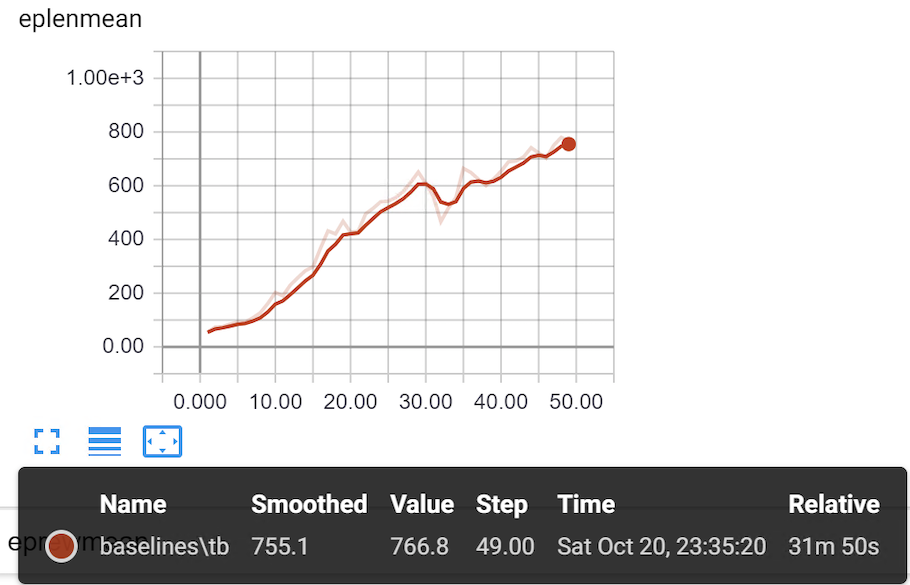 eplenmean
1.00e+3
800
600
400
200
0.00
0.000 10.00 20.00 30.00 40.00 50.00
Name Smoothed Value Step Time Relative
baselines\tb 755.1 766.8 49.00 Sat Oct 20, 23:35:20 31m 50s